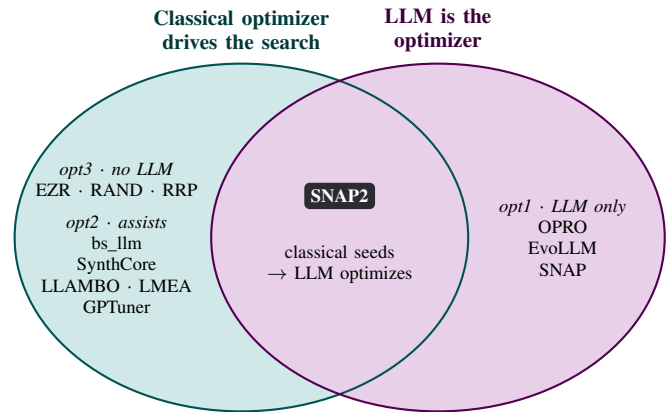 Classical optimizer
drives the search
LLM is the
optimizer
opt3 · no LLM
EZR · RAND · RRP
opt2 · assists
bs_llm
SynthCore
LLAMBO · LMEA
GPTuner
SNAP2
classical seeds
→ LLM optimizes
opt1 · LLM only
OPRO
EvoLLM
SNAP